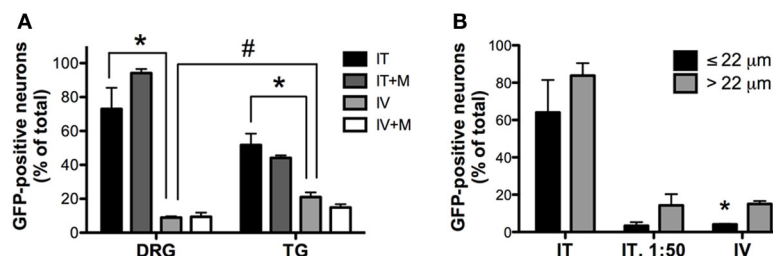 A
GFP-positive neurons
(% of total)
100
80
60
40
20
0
*
#
*
IT
IT+M
IV
IV+M
DRG
TG
B
GFP-positive neurons
(% of total)
100
80
60
40
20
0
≤ 22 μm
> 22 μm
*
IT
IT, 1:50
IV